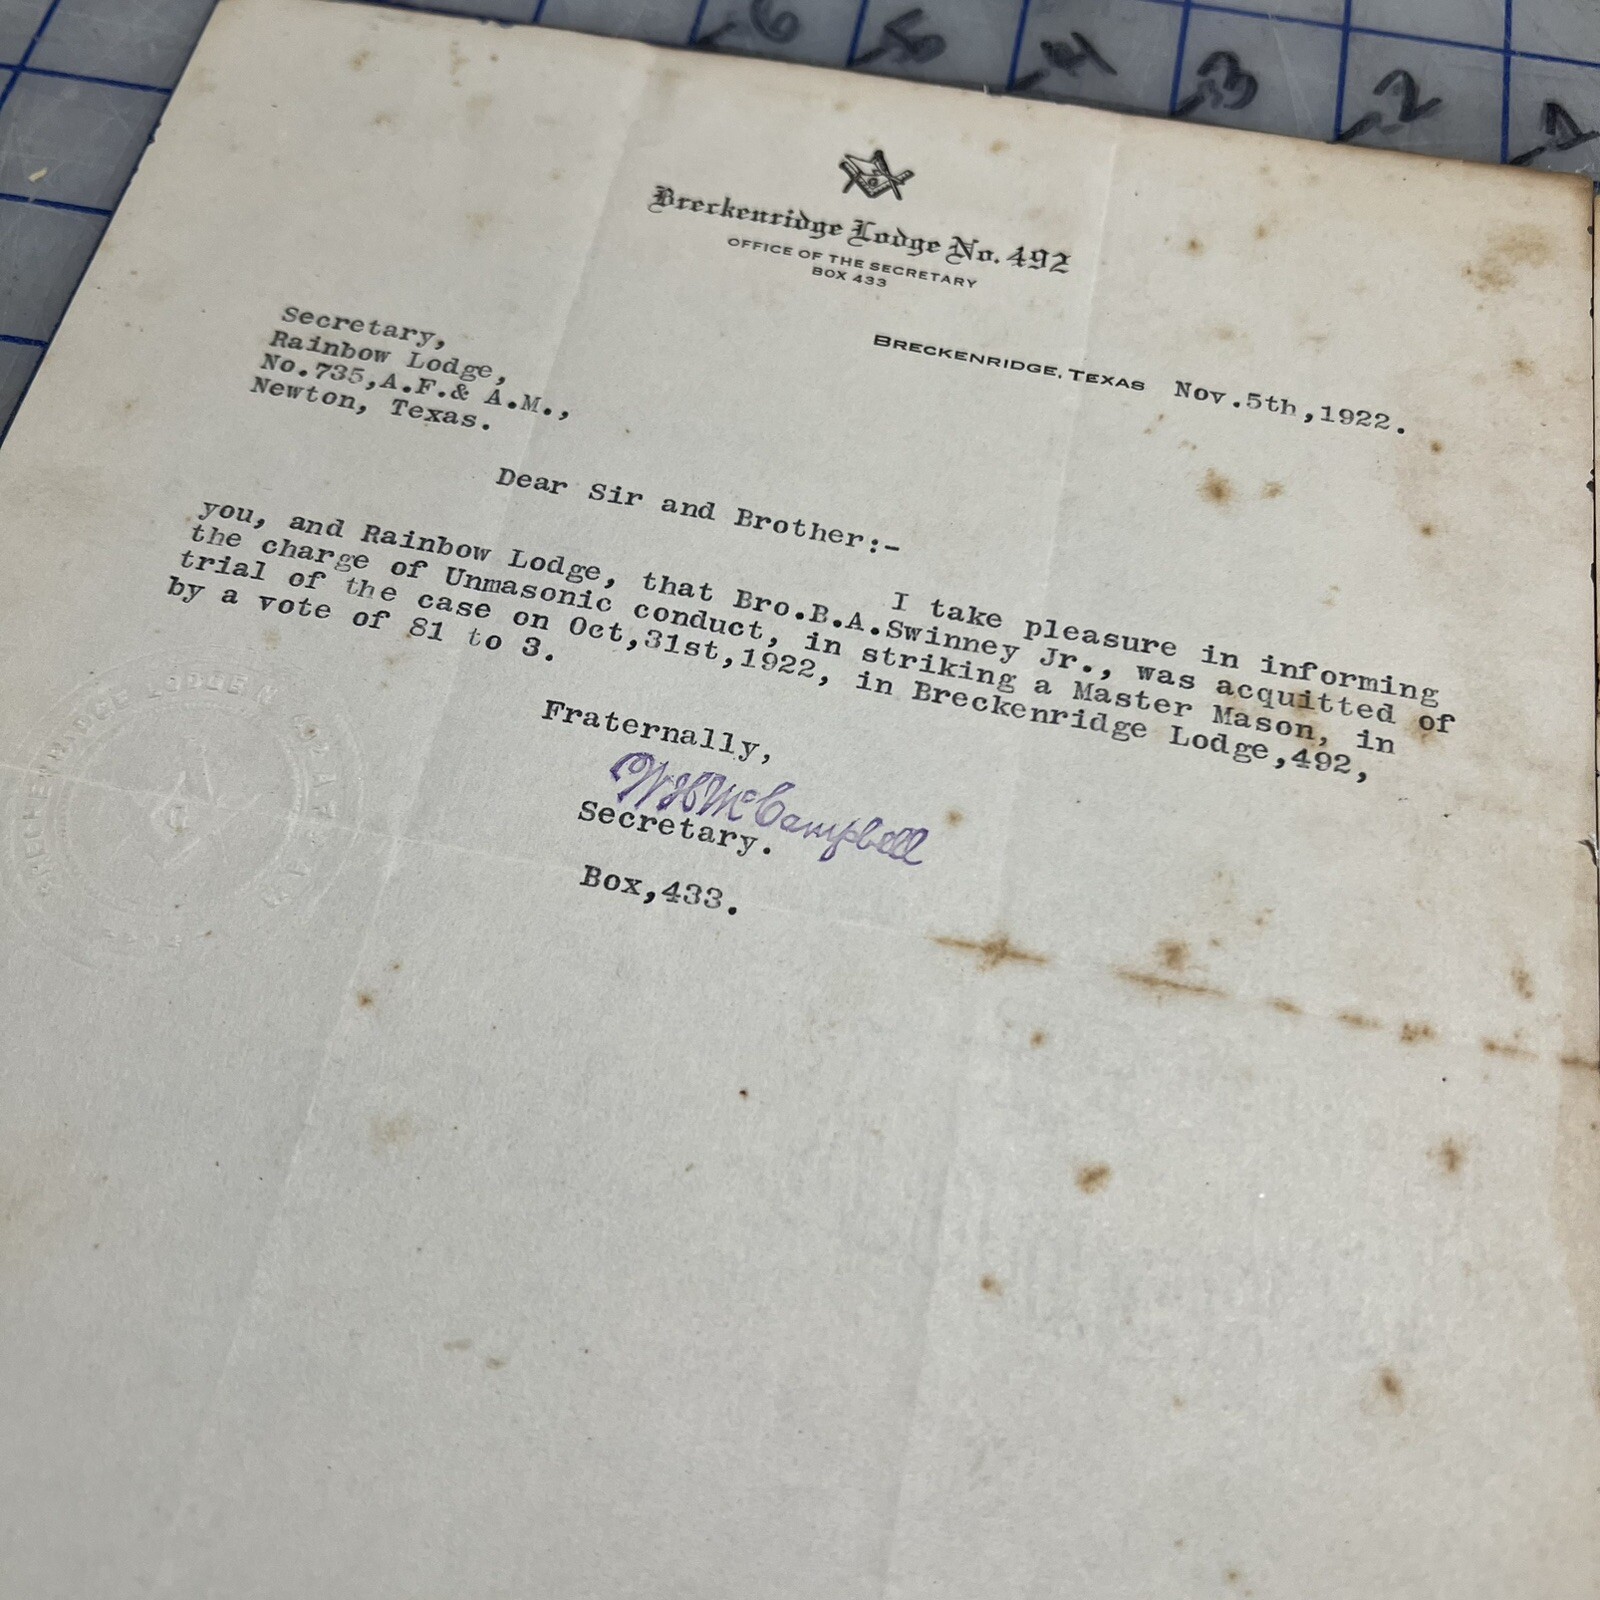 -6 -5 -4 -3 -2 -1
Breckenridge Lodge No. 492
OFFICE OF THE SECRETARY
BOX 433
BRECKENRIDGE, TEXAS Nov.5th,1922.
Secretary,
Rainbow Lodge,
No.735,A.F.& A.M.,
Newton, Texas.
Dear Sir and Brother:-
I take pleasure in informing
you, and Rainbow Lodge, that Bro.B.A.Swinney Jr., was acquitted of
the charge of Unmasonic conduct, in striking a Master Mason, in
trial of the case on Oct,31st,1922, in Breckenridge Lodge,492,
by a vote of 81 to 3.
Fraternally,
WHMcCampbell
Secretary.
Box,433.
BRECKENRIDGE LODGE